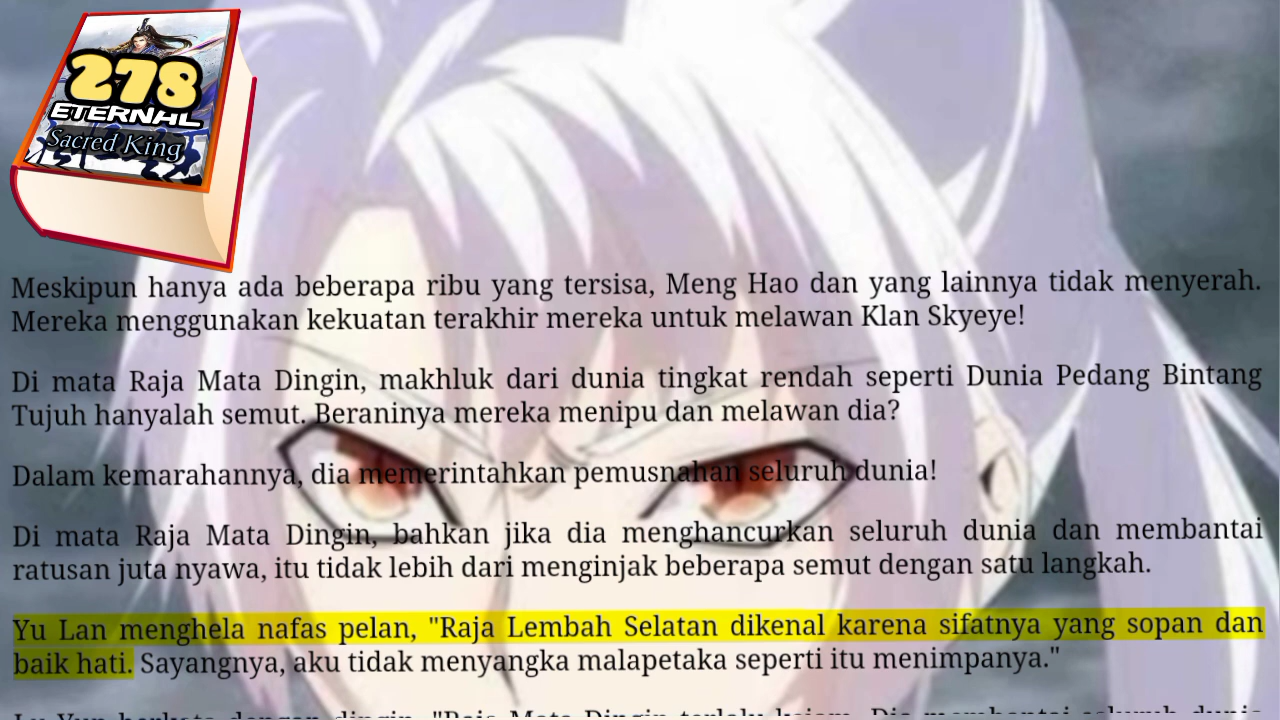 278
ETERNAL
Sacred King
Meskipun hanya ada beberapa ribu yang tersisa, Meng Hao dan yang lainnya tidak menyerah.
Mereka menggunakan kekuatan terakhir mereka untuk melawan Klan Skyeye!
Di mata Raja Mata Dingin, makhluk dari dunia tingkat rendah seperti Dunia Pedang Bintang
Tujuh hanyalah semut. Beraninya mereka menipu dan melawan dia?
Dalam kemarahannya, dia memerintahkan pemusnahan seluruh dunia!
Di mata Raja Mata Dingin, bahkan jika dia menghancurkan seluruh dunia dan membantai
ratusan juta nyawa, itu tidak lebih dari menginjak beberapa semut dengan satu langkah.
Yu Lan menghela nafas pelan, "Raja Lembah Selatan dikenal karena sifatnya yang sopan dan
baik hati. Sayangnya, aku tidak menyangka malapetaka seperti itu menimpanya."